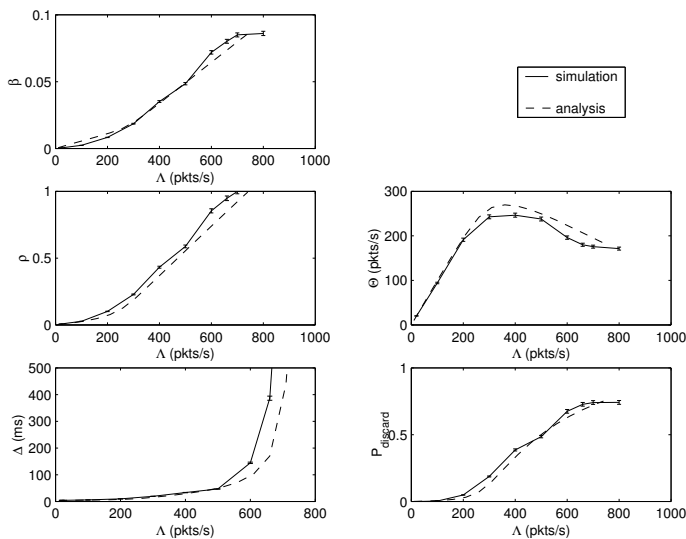 0.1
0.05
0
β
0 200 400 600 800 1000
Λ (pkts/s)
simulation
analysis
1
0.5
0
ρ
0 200 400 600 800 1000
Λ (pkts/s)
300
200
100
0
Θ (pkts/s)
0 200 400 600 800 1000
Λ (pkts/s)
500
400
300
200
100
0
Δ (ms)
0 200 400 600 800
Λ (pkts/s)
1
0.5
0
P_discard
0 200 400 600 800 1000
Λ (pkts/s)